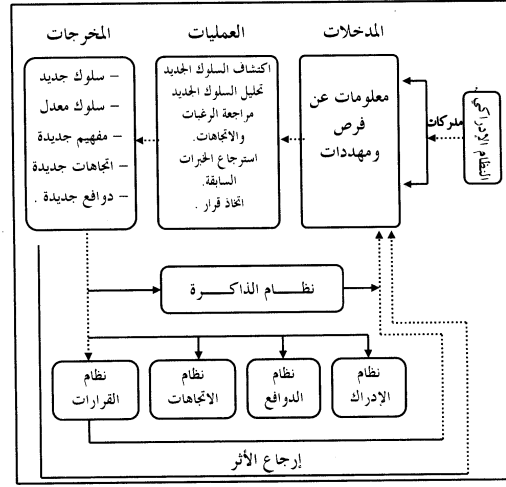 المدخلات
العمليات
المخرجات
النظام الإدراكي
مدركات
معلومات عن
فرص
ومهددات
اكتشاف السلوك الجديد
تحليل السلوك الجديد
مراجعة الرغبات
والاتجاهات.
استرجاع الخبرات
السابقة.
اتخاذ قرار .
– سلوك جديد
– سلوك معدل
– مفهيم جديدة
– اتجاهات جديدة
– دوافع جديدة .
نظـــام الذاكـــرة
نظام
الإدراك
نظام
الدوافع
نظام
الاتجاهات
نظام
القرارات
إرجاع الأثر